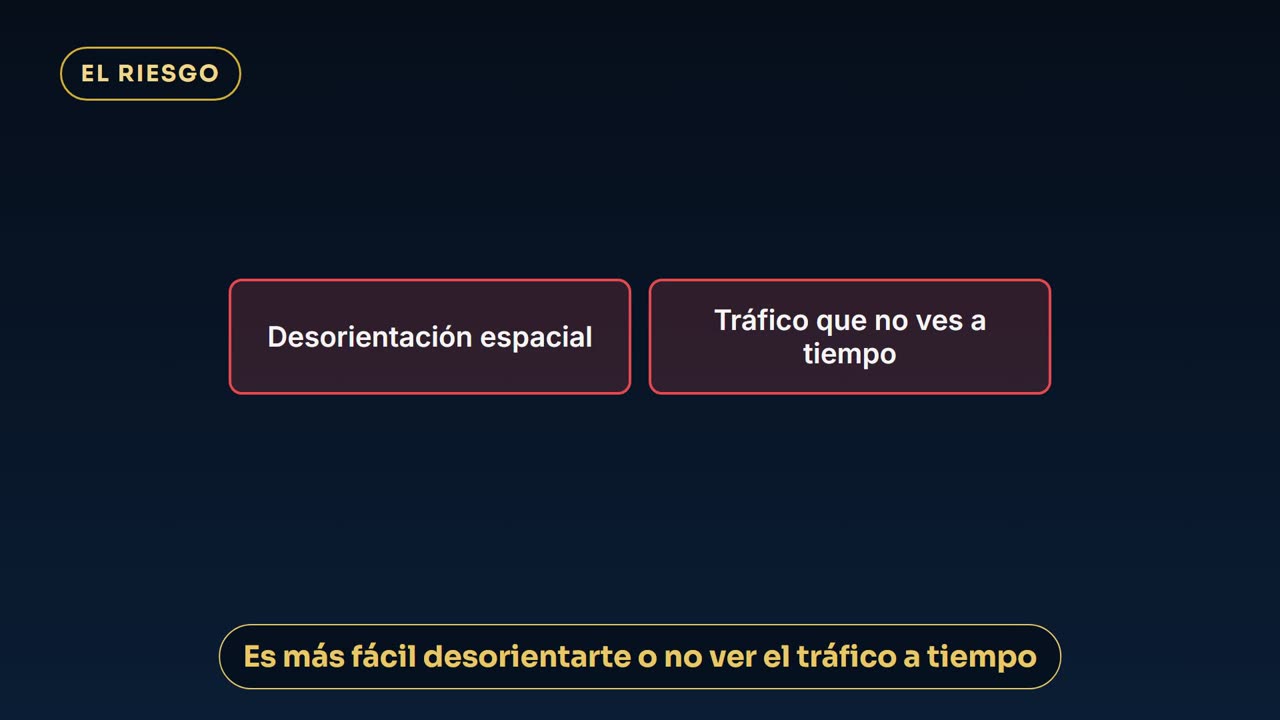 EL RIESGO
Desorientación espacial
Tráfico que no ves a
tiempo
Es más fácil desorientarte o no ver el tráfico a tiempo